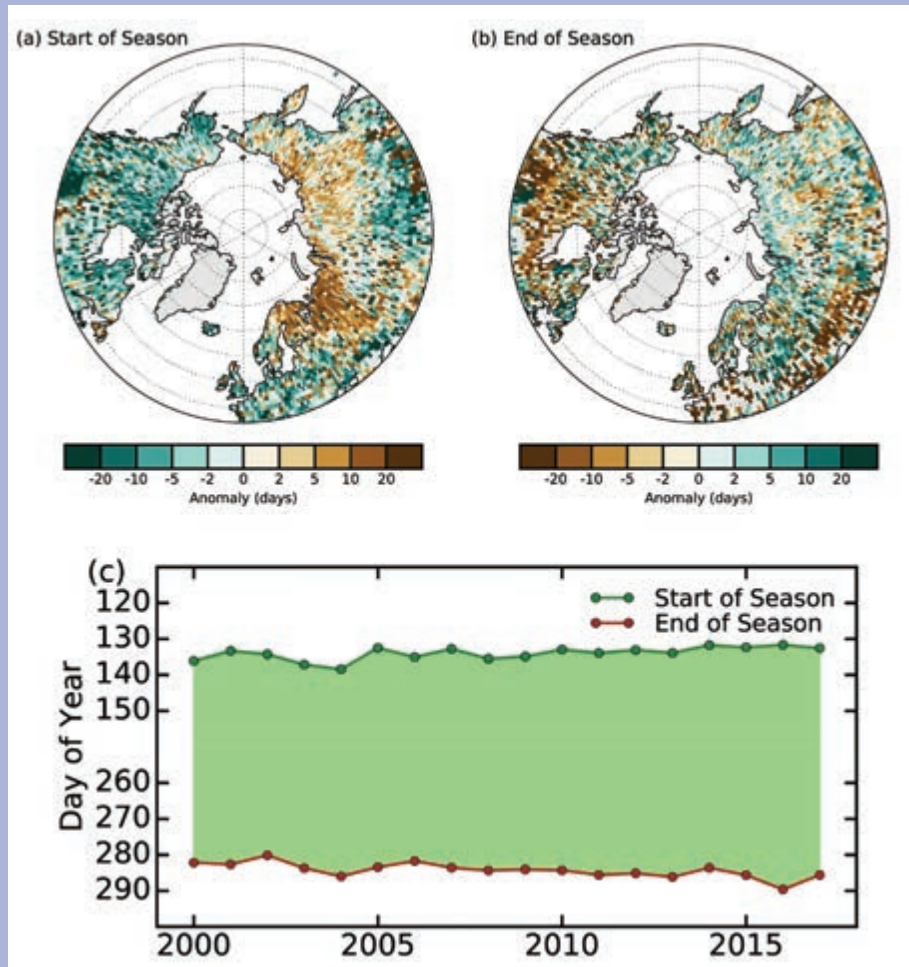 (a) Start of Season
(b) End of Season
-20 -10 -5 -2 0 2 5 10 20
Anomaly (days)
-20 -10 -5 -2 0 2 5 10 20
Anomaly (days)
(c)
Start of Season
End of Season
Day of Year
120
130
140
150
260
270
280
290
2000 2005 2010 2015